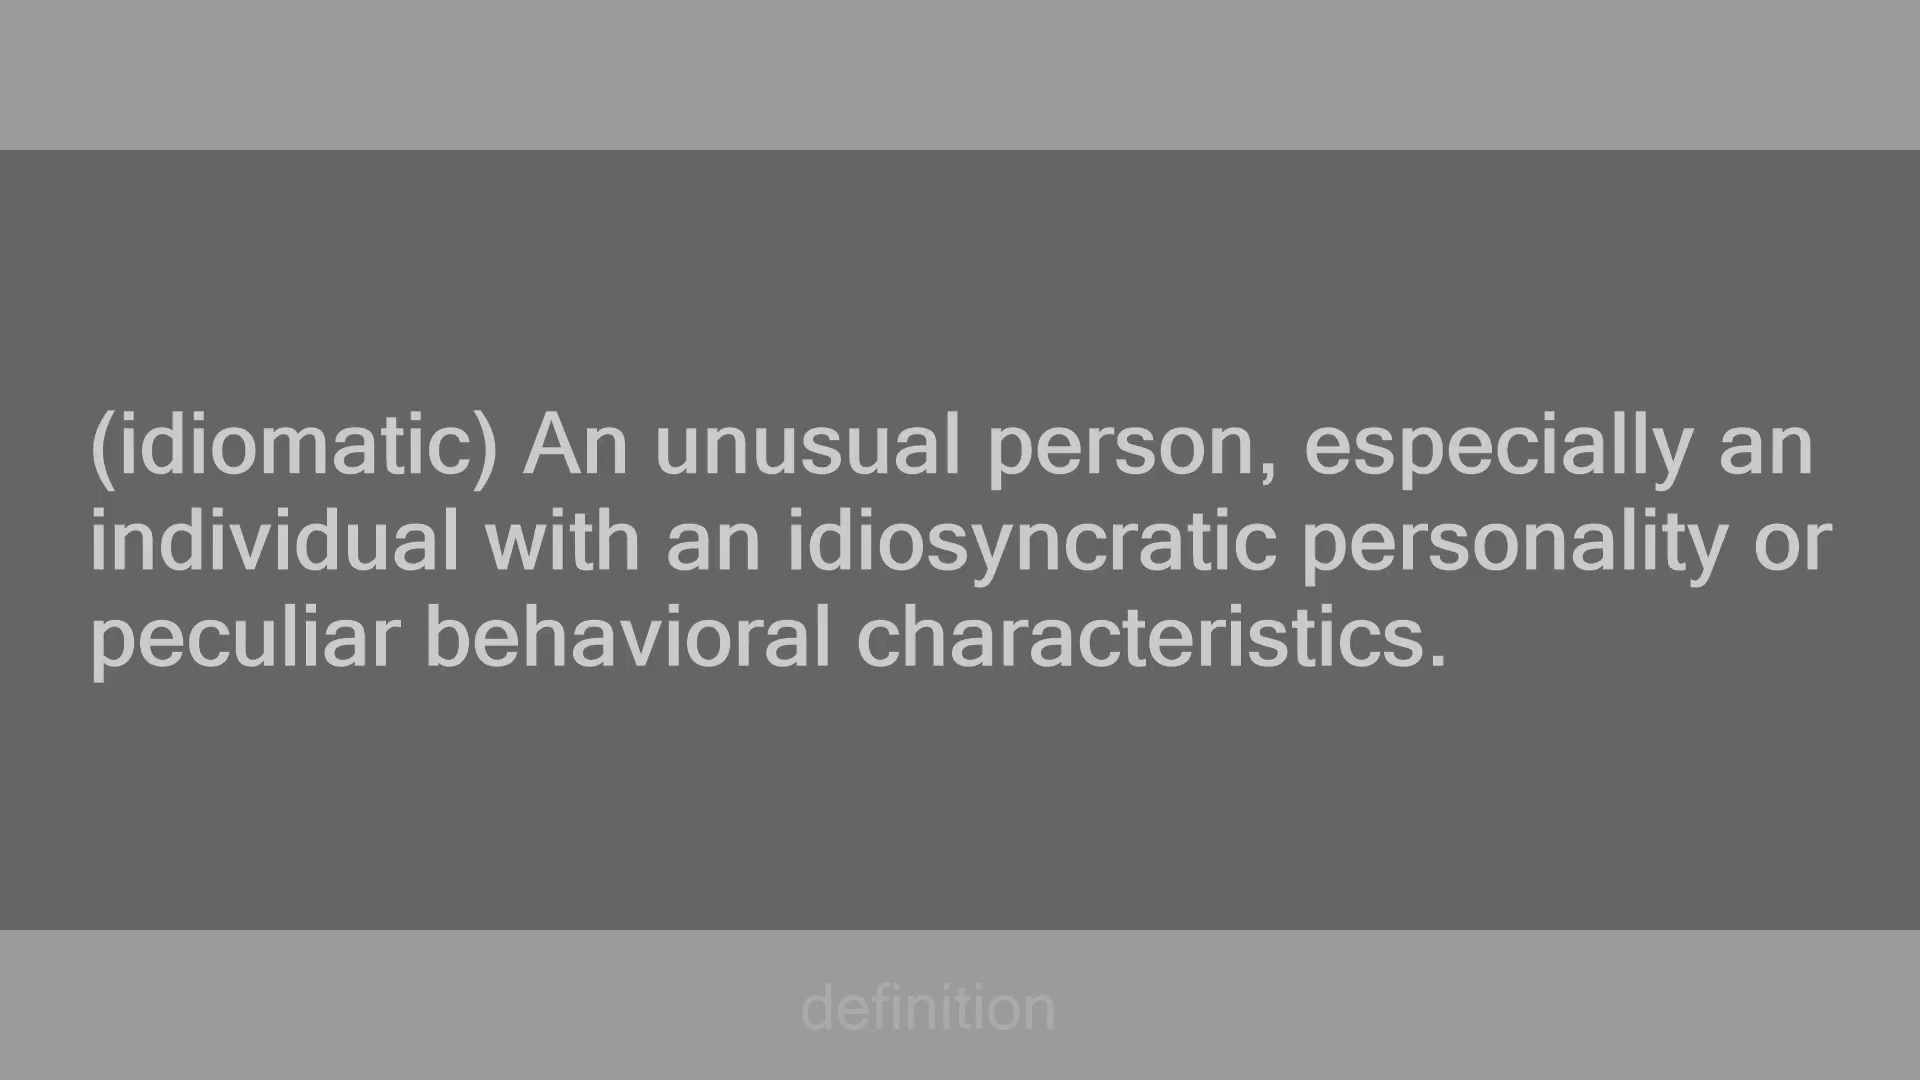 (idiomatic) An unusual person, especially an
individual with an idiosyncratic personality or
peculiar behavioral characteristics.
definition